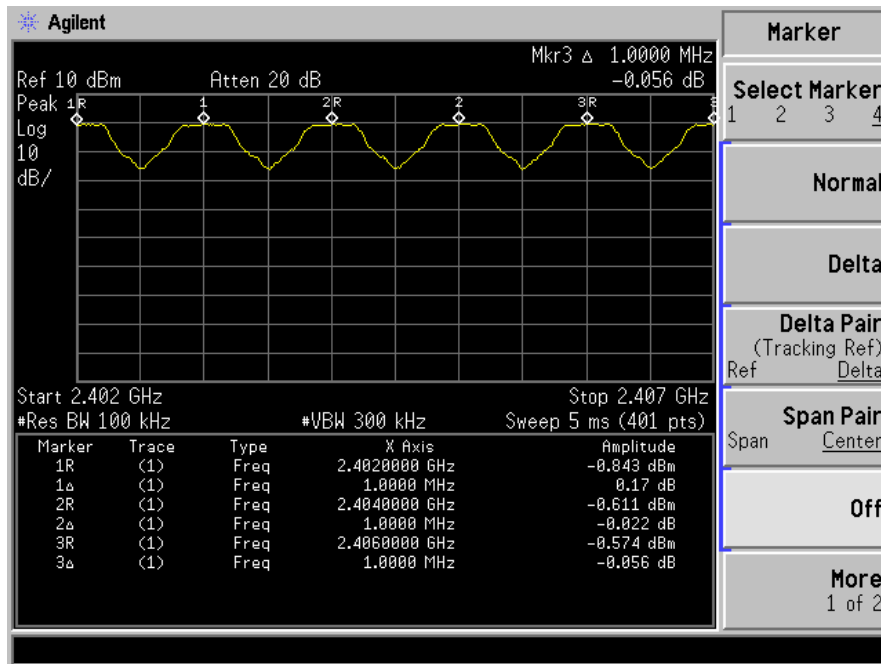 Agilent
Mkr3 Δ 1.0000 MHz
Ref 10 dBm Atten 20 dB -0.056 dB
Peak
Log
10
dB/
1R 1 2R 2 3R
Start 2.402 GHz Stop 2.407 GHz
#Res BW 100 kHz #VBW 300 kHz Sweep 5 ms (401 pts)
Marker Trace Type X Axis Amplitude
1R (1) Freq 2.4020000 GHz -0.843 dBm
1Δ (1) Freq 1.0000 MHz 0.17 dB
2R (1) Freq 2.4040000 GHz -0.611 dBm
2Δ (1) Freq 1.0000 MHz -0.022 dB
3R (1) Freq 2.4060000 GHz -0.574 dBm
3Δ (1) Freq 1.0000 MHz -0.056 dB
Marker
Select Marker
1 2 3 4
Normal
Delta
Delta Pair
(Tracking Ref)
Ref Delta
Span Pair
Span Center
Off
More
1 of 2